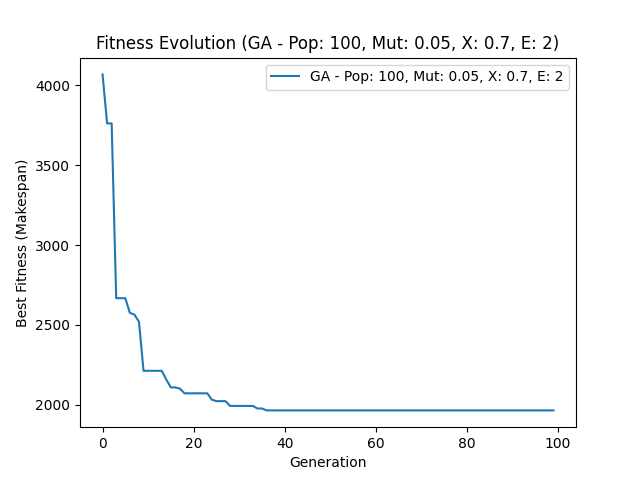 Fitness Evolution (GA - Pop: 100, Mut: 0.05, X: 0.7, E: 2)
GA - Pop: 100, Mut: 0.05, X: 0.7, E: 2
Best Fitness (Makespan)
4000
3500
3000
2500
2000
0 20 40 60 80 100
Generation